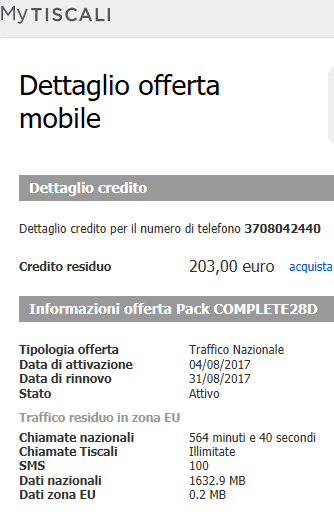 MyTISCALI
Dettaglio offerta
mobile
Dettaglio credito
Dettaglio credito per il numero di telefono 3708042440
Credito residuo 203,00 euro acquista
Informazioni offerta Pack COMPLETE28D
Tipologia offerta Traffico Nazionale
Data di attivazione 04/08/2017
Data di rinnovo 31/08/2017
Stato Attivo
Traffico residuo in zona EU
Chiamate nazionali 564 minuti e 40 secondi
Chiamate Tiscali Illimitate
SMS 100
Dati nazionali 1632.9 MB
Dati zona EU 0.2 MB